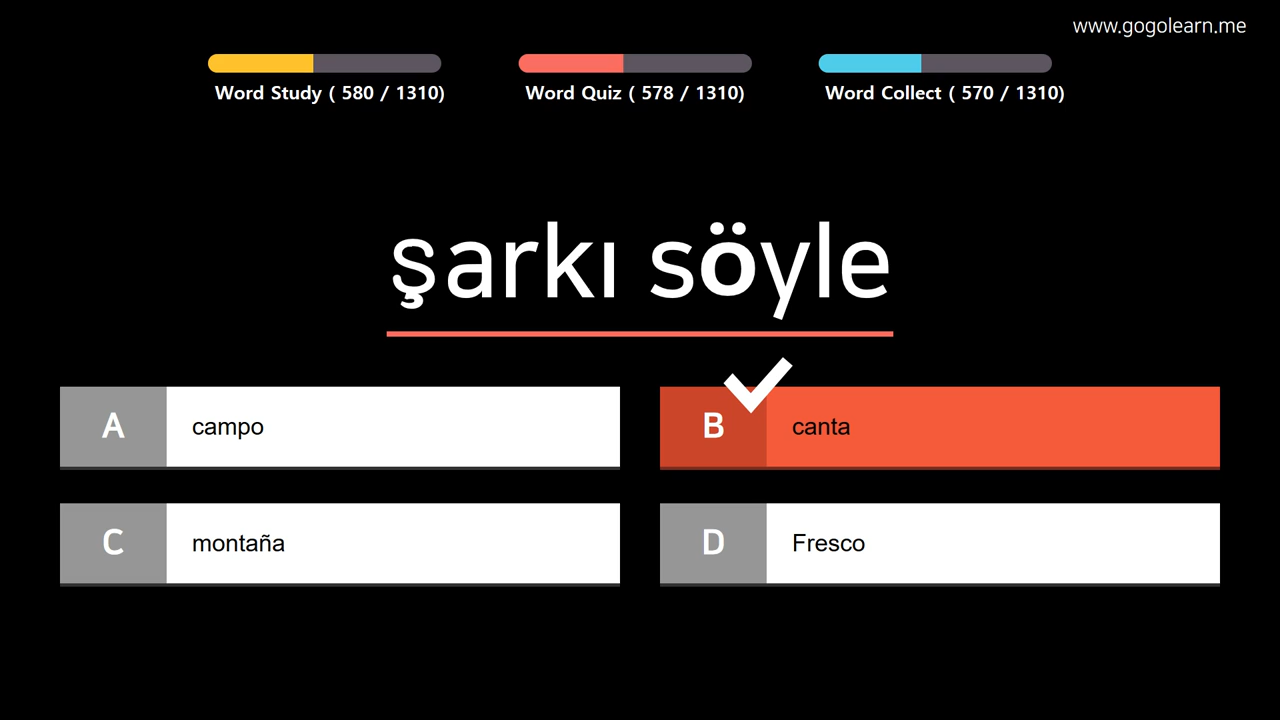 www.gogolearn.me
Word Study ( 580 / 1310)
Word Quiz ( 578 / 1310)
Word Collect ( 570 / 1310)
şarkı söyle
A campo
B canta
C montaña
D Fresco